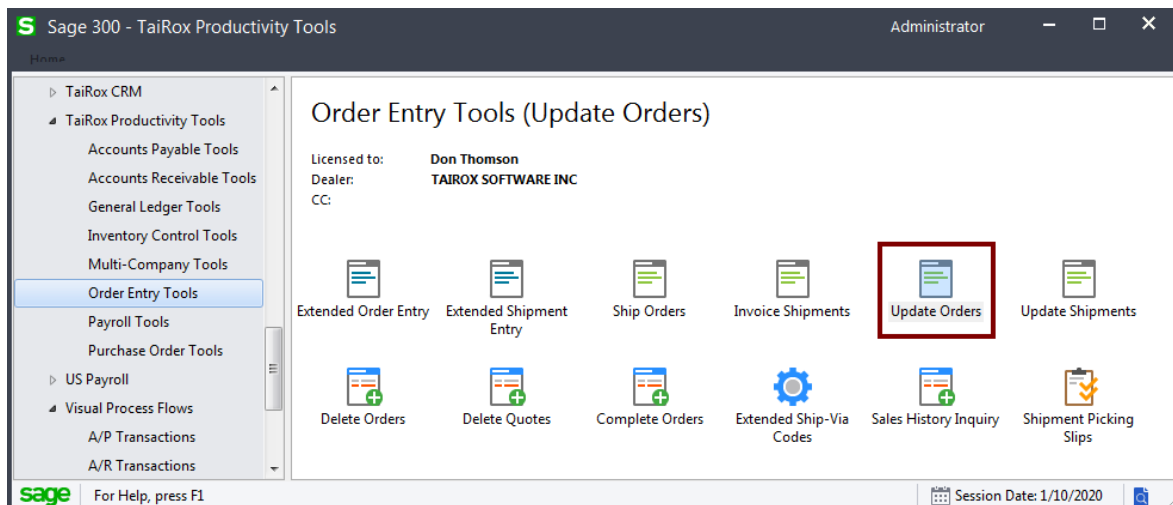 S Sage 300 - TaiRox Productivity Tools
Administrator
Home
TaiRox CRM
TaiRox Productivity Tools
Accounts Payable Tools
Accounts Receivable Tools
General Ledger Tools
Inventory Control Tools
Multi-Company Tools
Order Entry Tools
Payroll Tools
Purchase Order Tools
US Payroll
Visual Process Flows
A/P Transactions
A/R Transactions
Order Entry Tools (Update Orders)
Licensed to: Don Thomson
Dealer: TAIROX SOFTWARE INC
CC:
Extended Order Entry
Extended Shipment
Entry
Ship Orders
Invoice Shipments
Update Orders
Update Shipments
Delete Orders
Delete Quotes
Complete Orders
Extended Ship-Via
Codes
Sales History Inquiry
Shipment Picking
Slips
sage For Help, press F1
Session Date: 1/10/2020